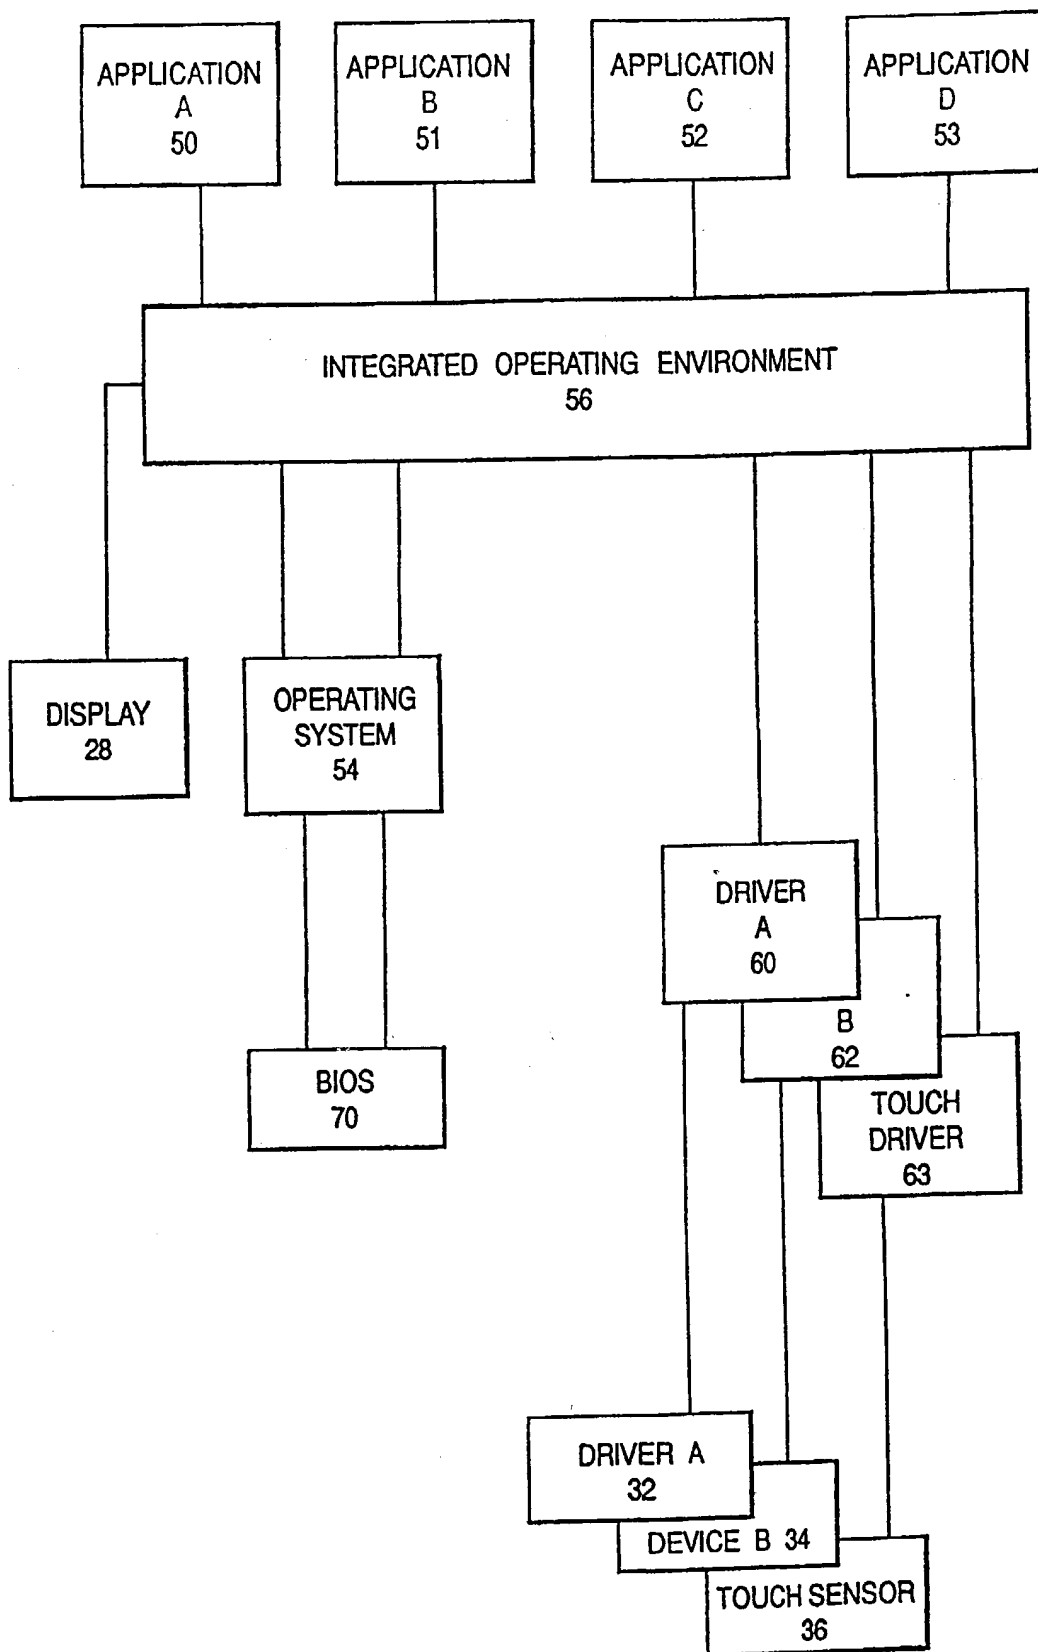 APPLICATION
A
50
APPLICATION
B
51
APPLICATION
C
52
APPLICATION
D
53
INTEGRATED OPERATING ENVIRONMENT
56
DISPLAY
28
OPERATING
SYSTEM
54
DRIVER
A
60
B
62
BIOS
70
TOUCH
DRIVER
63
DRIVER A
32
DEVICE B 34
TOUCH SENSOR
36